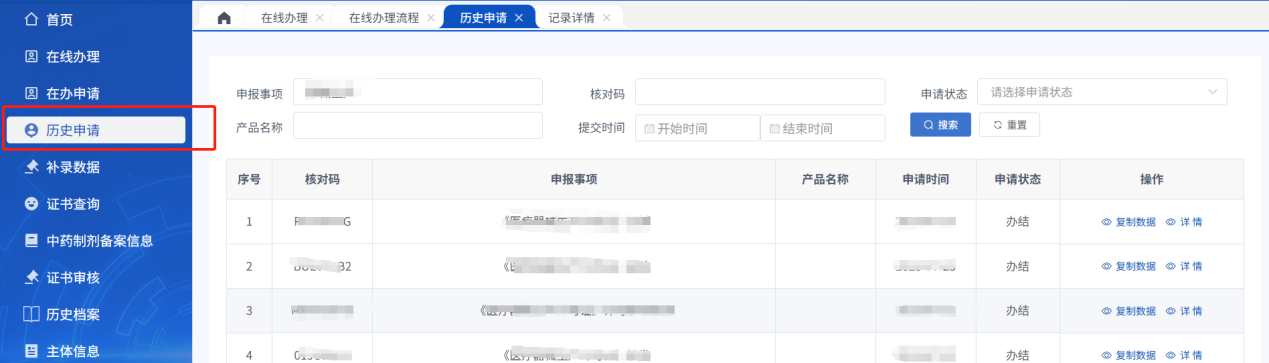 首页
在线办理
在办申请
历史申请
补录数据
证书查询
中药制剂备案信息
证书审核
历史档案
主体信息
在线办理 × 在线办理流程 × 历史申请 × 记录详情 ×
申报事项 核对码 申请状态 请选择申请状态
产品名称 提交时间 开始时间 结束时间 搜索 重置
序号 核对码 申报事项 产品名称 申请时间 申请状态 操作
1 G 办结 复制数据 详情
2 B2 办结 复制数据 详情
3 办结 复制数据 详情
4 办结 复制数据 详情